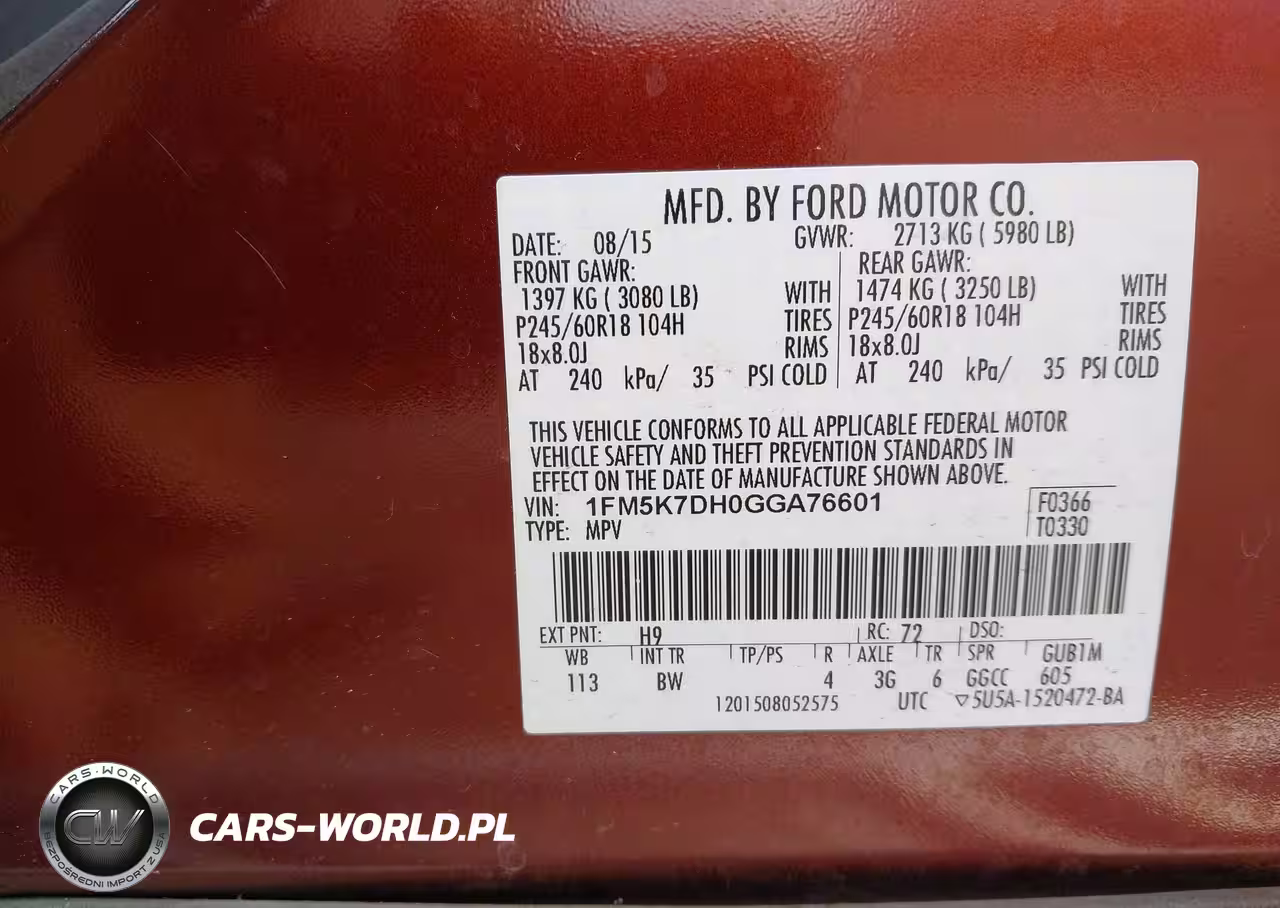 MFD. BY FORD MOTOR CO.
DATE: 08/15 GVWR: 2713 KG ( 5980 LB)
FRONT GAWR: REAR GAWR:
1397 KG ( 3080 LB) WITH 1474 KG ( 3250 LB) WITH
P245/60R18 104H TIRES P245/60R18 104H TIRES
18x8.0J RIMS 18x8.0J RIMS
AT 240 kPa/ 35 PSI COLD AT 240 kPa/ 35 PSI COLD
THIS VEHICLE CONFORMS TO ALL APPLICABLE FEDERAL MOTOR
VEHICLE SAFETY AND THEFT PREVENTION STANDARDS IN
EFFECT ON THE DATE OF MANUFACTURE SHOWN ABOVE.
VIN: 1FM5K7DH0GGA76601 F0366
TYPE: MPV T0330
EXT PNT: H9 RC: 72 DSO:
WB INT TR TP/PS R AXLE TR SPR GUB1M
113 BW 4 3G 6 GGCC 605
1201508052575 UTC ▽5U5A-1520472-BA
CARS-WORLD
CW
BEZPOŚREDNI IMPORT Z USA
CARS-WORLD.PL